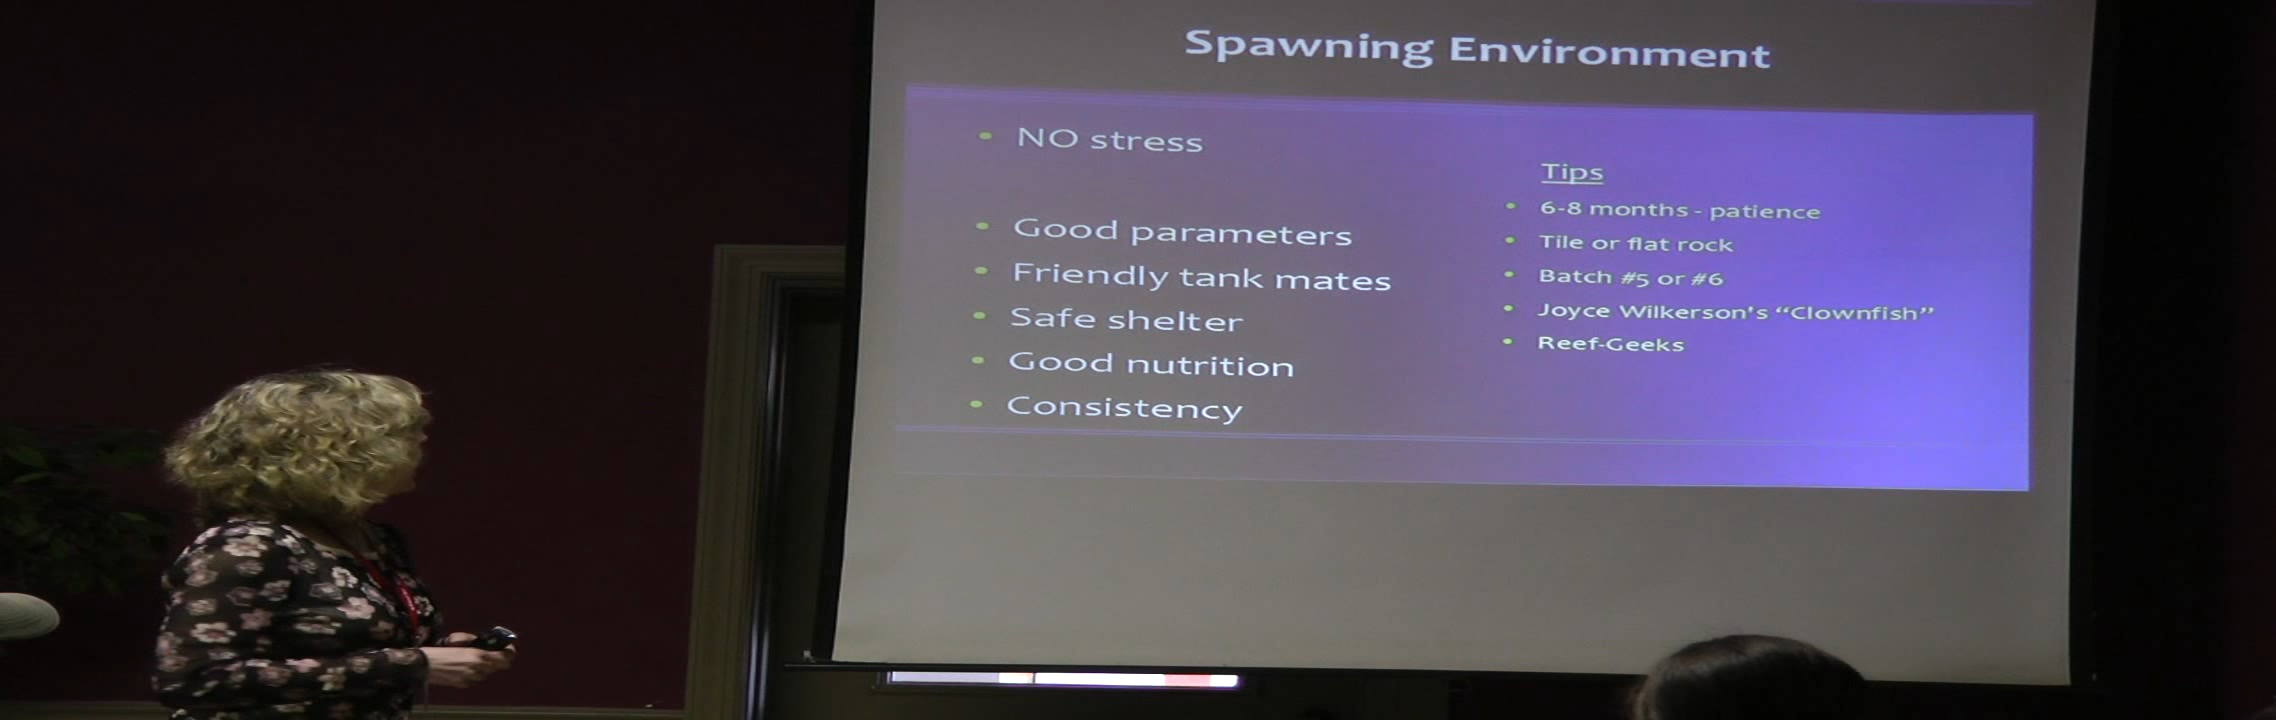 Spawning Environment
• NO stress
• Good parameters
• Friendly tank mates
• Safe shelter
• Good nutrition
• Consistency
Tips
• 6-8 months - patience
• Tile or flat rock
• Batch #5 or #6
• Joyce Wilkerson's “Clownfish”
• Reef-Geeks